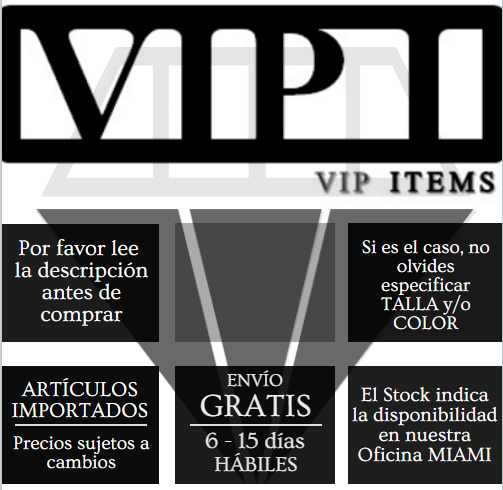 VIPI
VIP ITEMS
Por favor lee
la descripción
antes de
comprar
Si es el caso, no
olvides
especificar
TALLA y/o
COLOR
ARTÍCULOS
IMPORTADOS
Precios sujetos a
cambios
ENVÍO
GRATIS
6 - 15 días
HÁBILES
El Stock indica
la disponibilidad
en nuestra
Oficina MIAMI